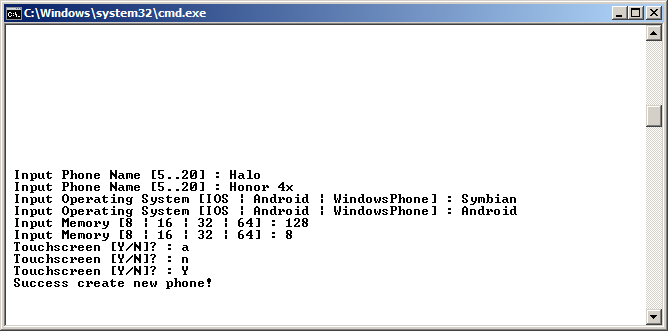 C:\Windows\system32\cmd.exe
Input Phone Name [5..20] : Halo
Input Phone Name [5..20] : Honor 4x
Input Operating System [IOS ¦ Android ¦ WindowsPhone] : Symbian
Input Operating System [IOS ¦ Android ¦ WindowsPhone] : Android
Input Memory [8 ¦ 16 ¦ 32 ¦ 64] : 128
Input Memory [8 ¦ 16 ¦ 32 ¦ 64] : 8
Touchscreen [Y/N]? : a
Touchscreen [Y/N]? : n
Touchscreen [Y/N]? : Y
Success create new phone!